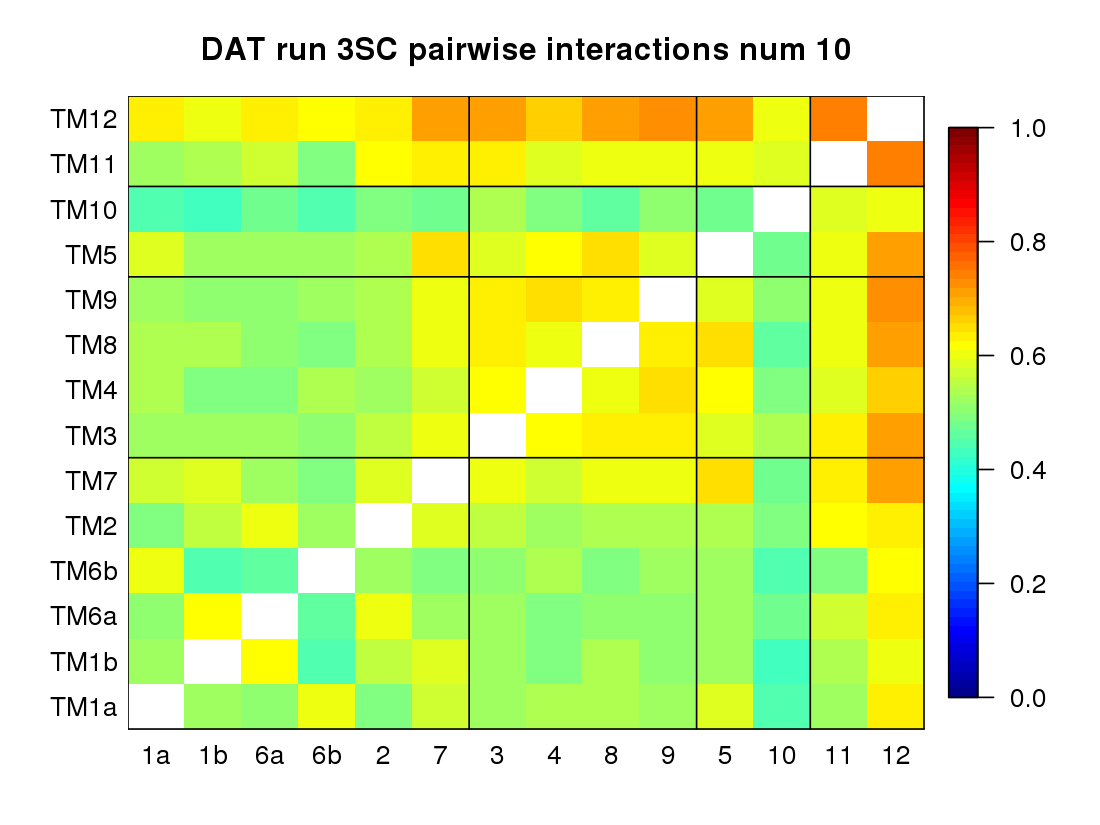 DAT run 3SC pairwise interactions num 10
TM12
TM11
TM10
TM5
TM9
TM8
TM4
TM3
TM7
TM2
TM6b
TM6a
TM1b
TM1a
1a 1b 6a 6b 2 7 3 4 8 9 5 10 11 12
1.0
0.8
0.6
0.4
0.2
0.0